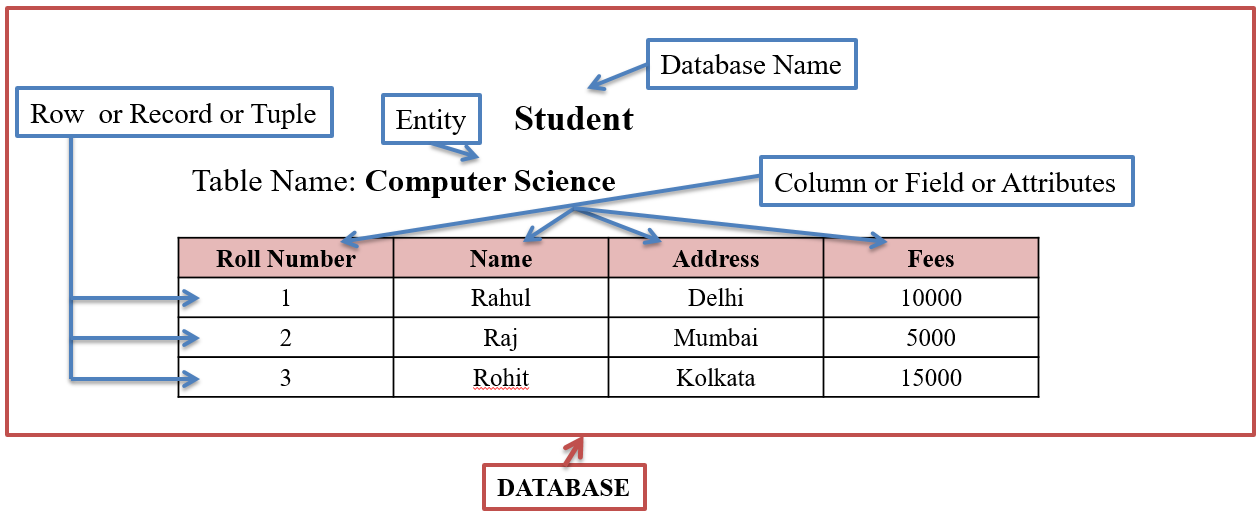 Database Name
Row or Record or Tuple
Entity
Student
Table Name: Computer Science
Column or Field or Attributes
Roll Number Name Address Fees
1 Rahul Delhi 10000
2 Raj Mumbai 5000
3 Rohit Kolkata 15000
DATABASE